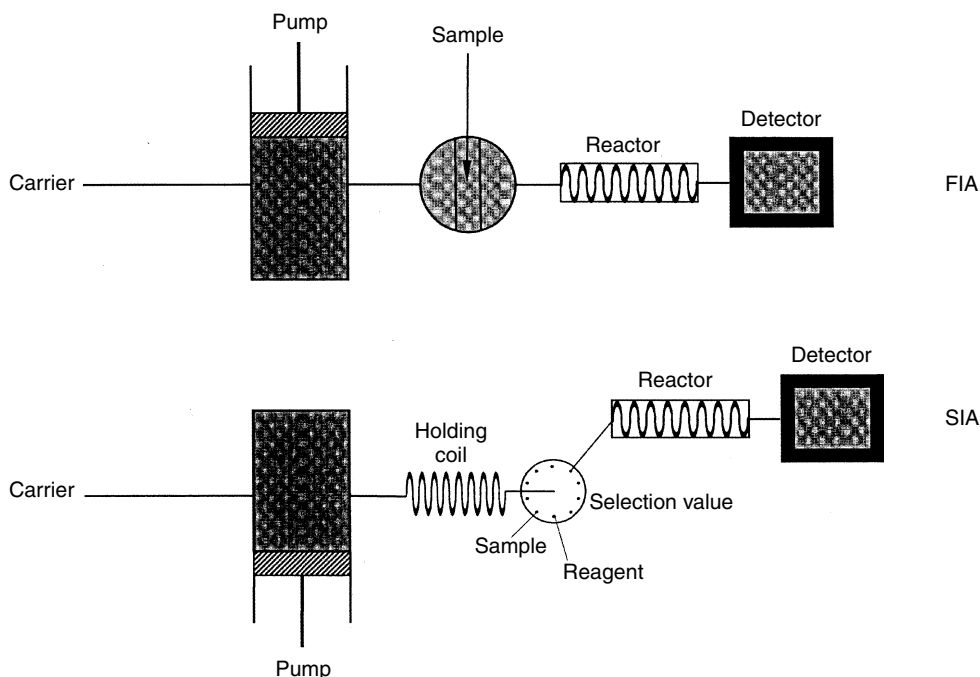 Pump
Sample
Reactor
Detector
Carrier
FIA
Detector
Reactor
SIA
Holding
coil
Carrier
Selection value
Sample
Reagent
Pump